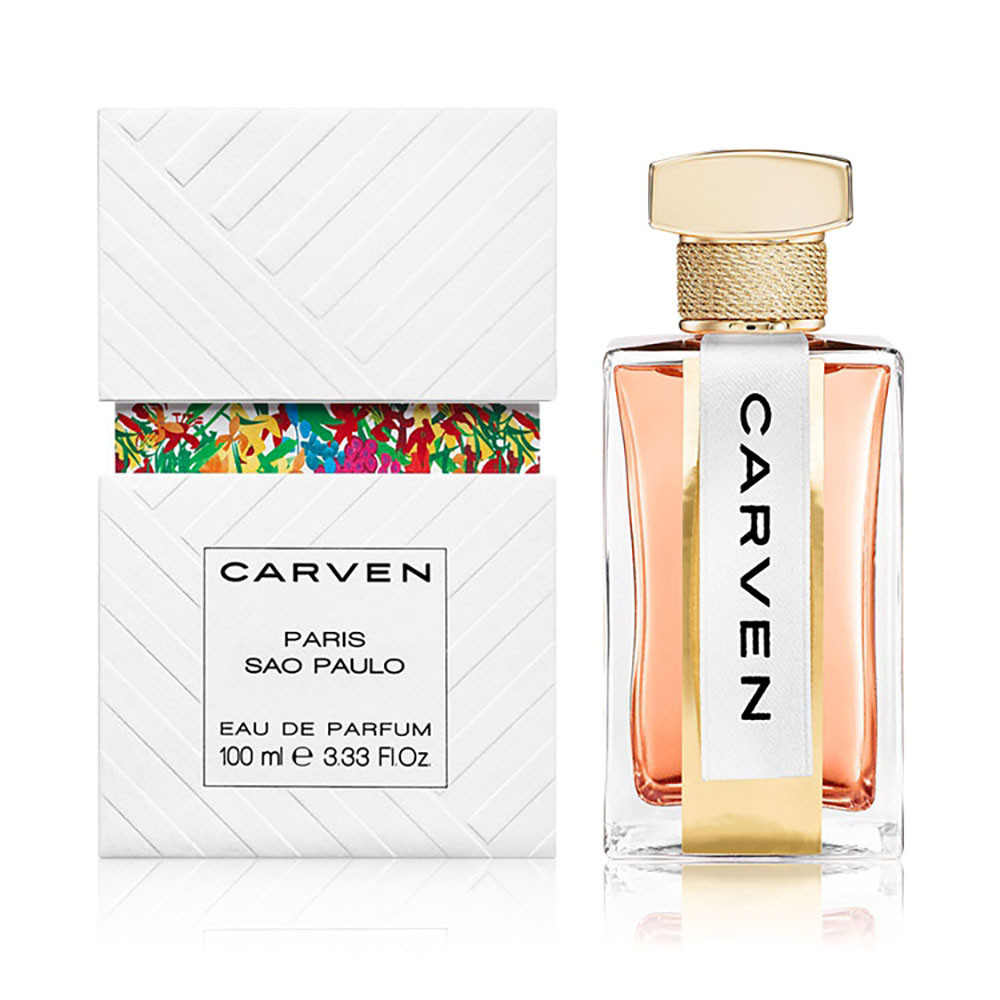 CARVEN
PARIS
SAO PAULO
EAU DE PARFUM
100 ml ℮ 3.33 Fl.Oz.
CARVEN